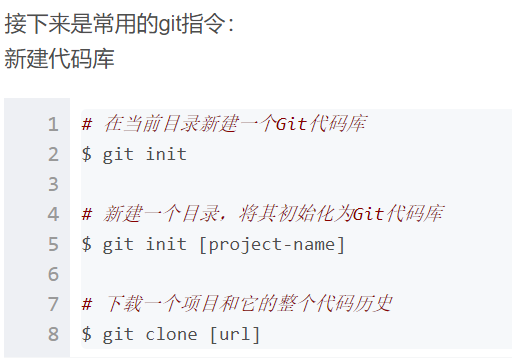 接下来是常用的git指令：
新建代码库
1 # 在当前目录新建一个Git代码库
2 $ git init
3
4 # 新建一个目录，将其初始化为Git代码库
5 $ git init [project-name]
6
7 # 下载一个项目和它的整个代码历史
8 $ git clone [url]